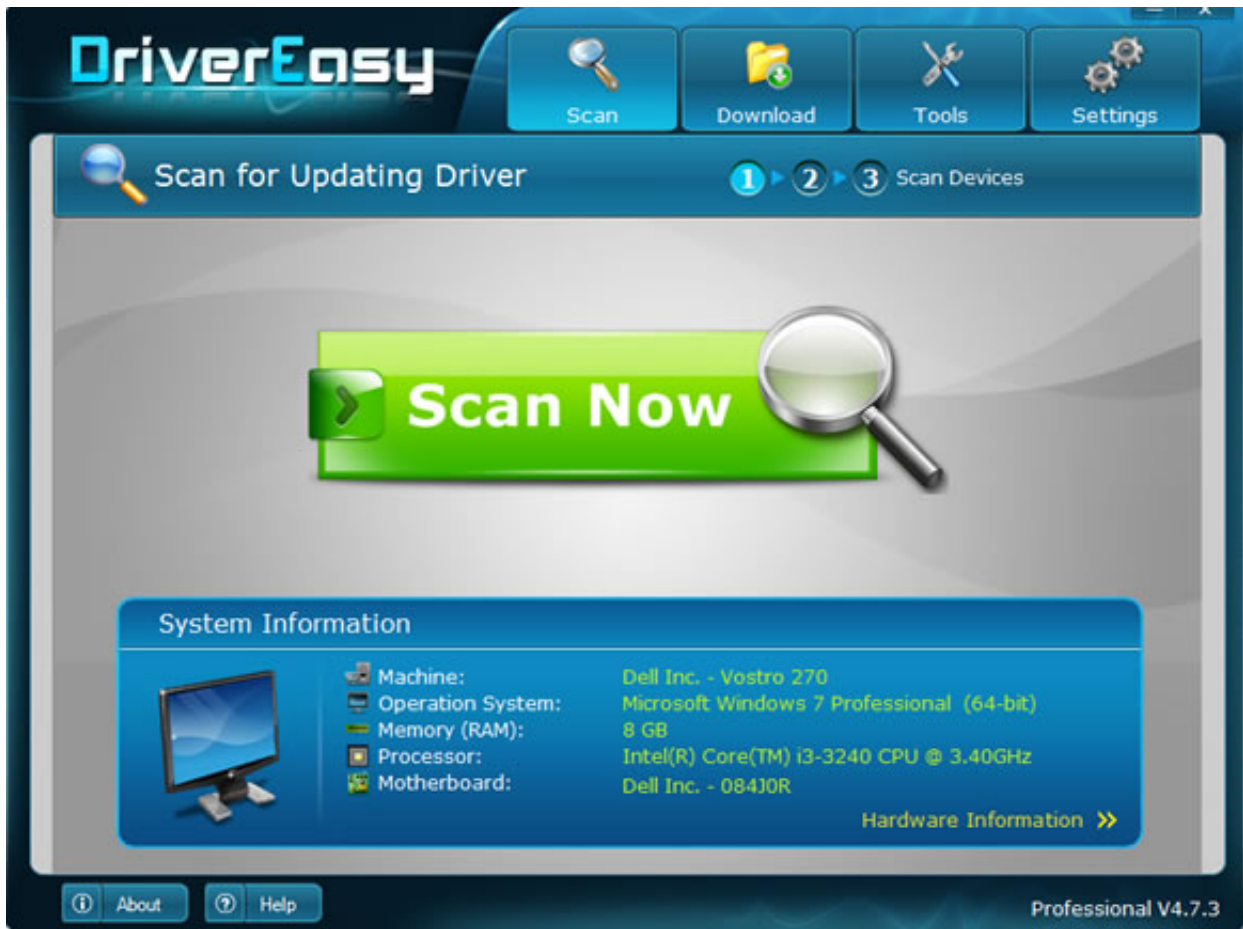 DriverEasy
Scan
Download
Tools
Settings
Scan for Updating Driver
1 2 3 Scan Devices
Scan Now
System Information
Machine: Dell Inc. - Vostro 270
Operation System: Microsoft Windows 7 Professional (64-bit)
Memory (RAM): 8 GB
Processor: Intel(R) Core(TM) i3-3240 CPU @ 3.40GHz
Motherboard: Dell Inc. - 084J0R
Hardware Information
About
Help
Professional V4.7.3